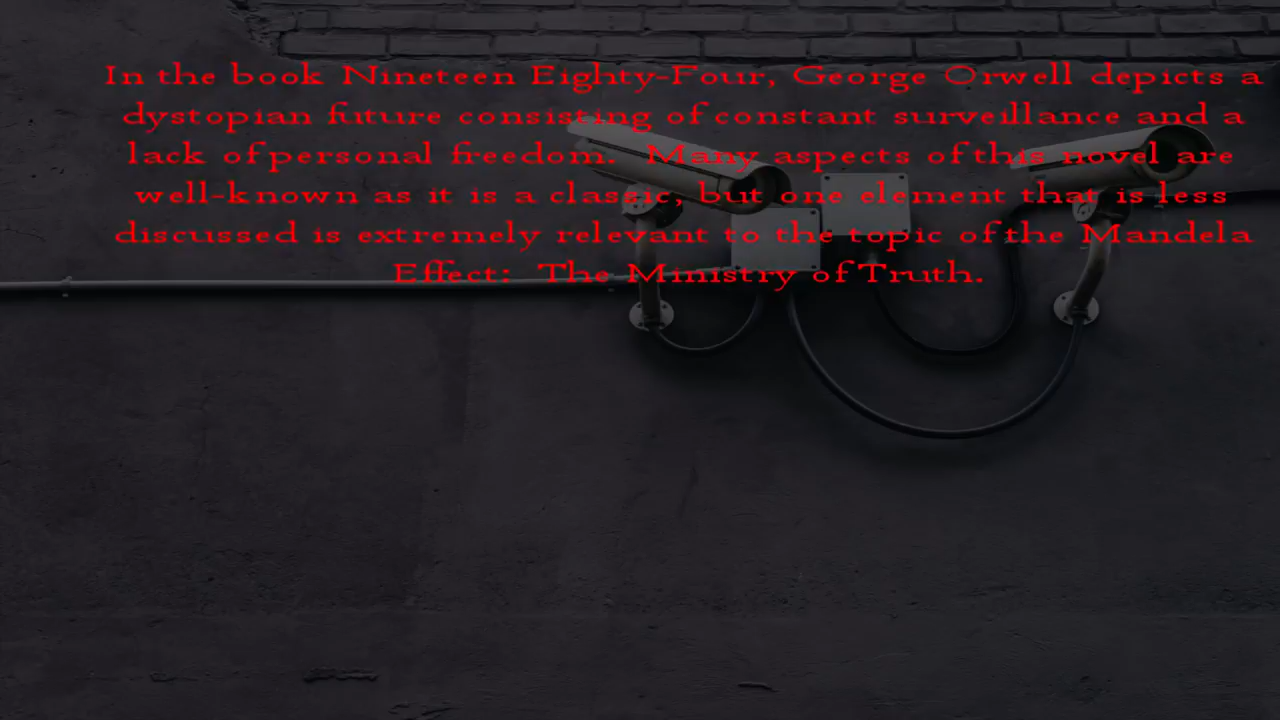 In the book Nineteen Eighty-Four, George Orwell depicts a
dystopian future consisting of constant surveillance and a
lack of personal freedom.  Many aspects of this novel are
well-known as it is a classic, but one element that is less
discussed is extremely relevant to the topic of the Mandela
Effect:  The Ministry of Truth.